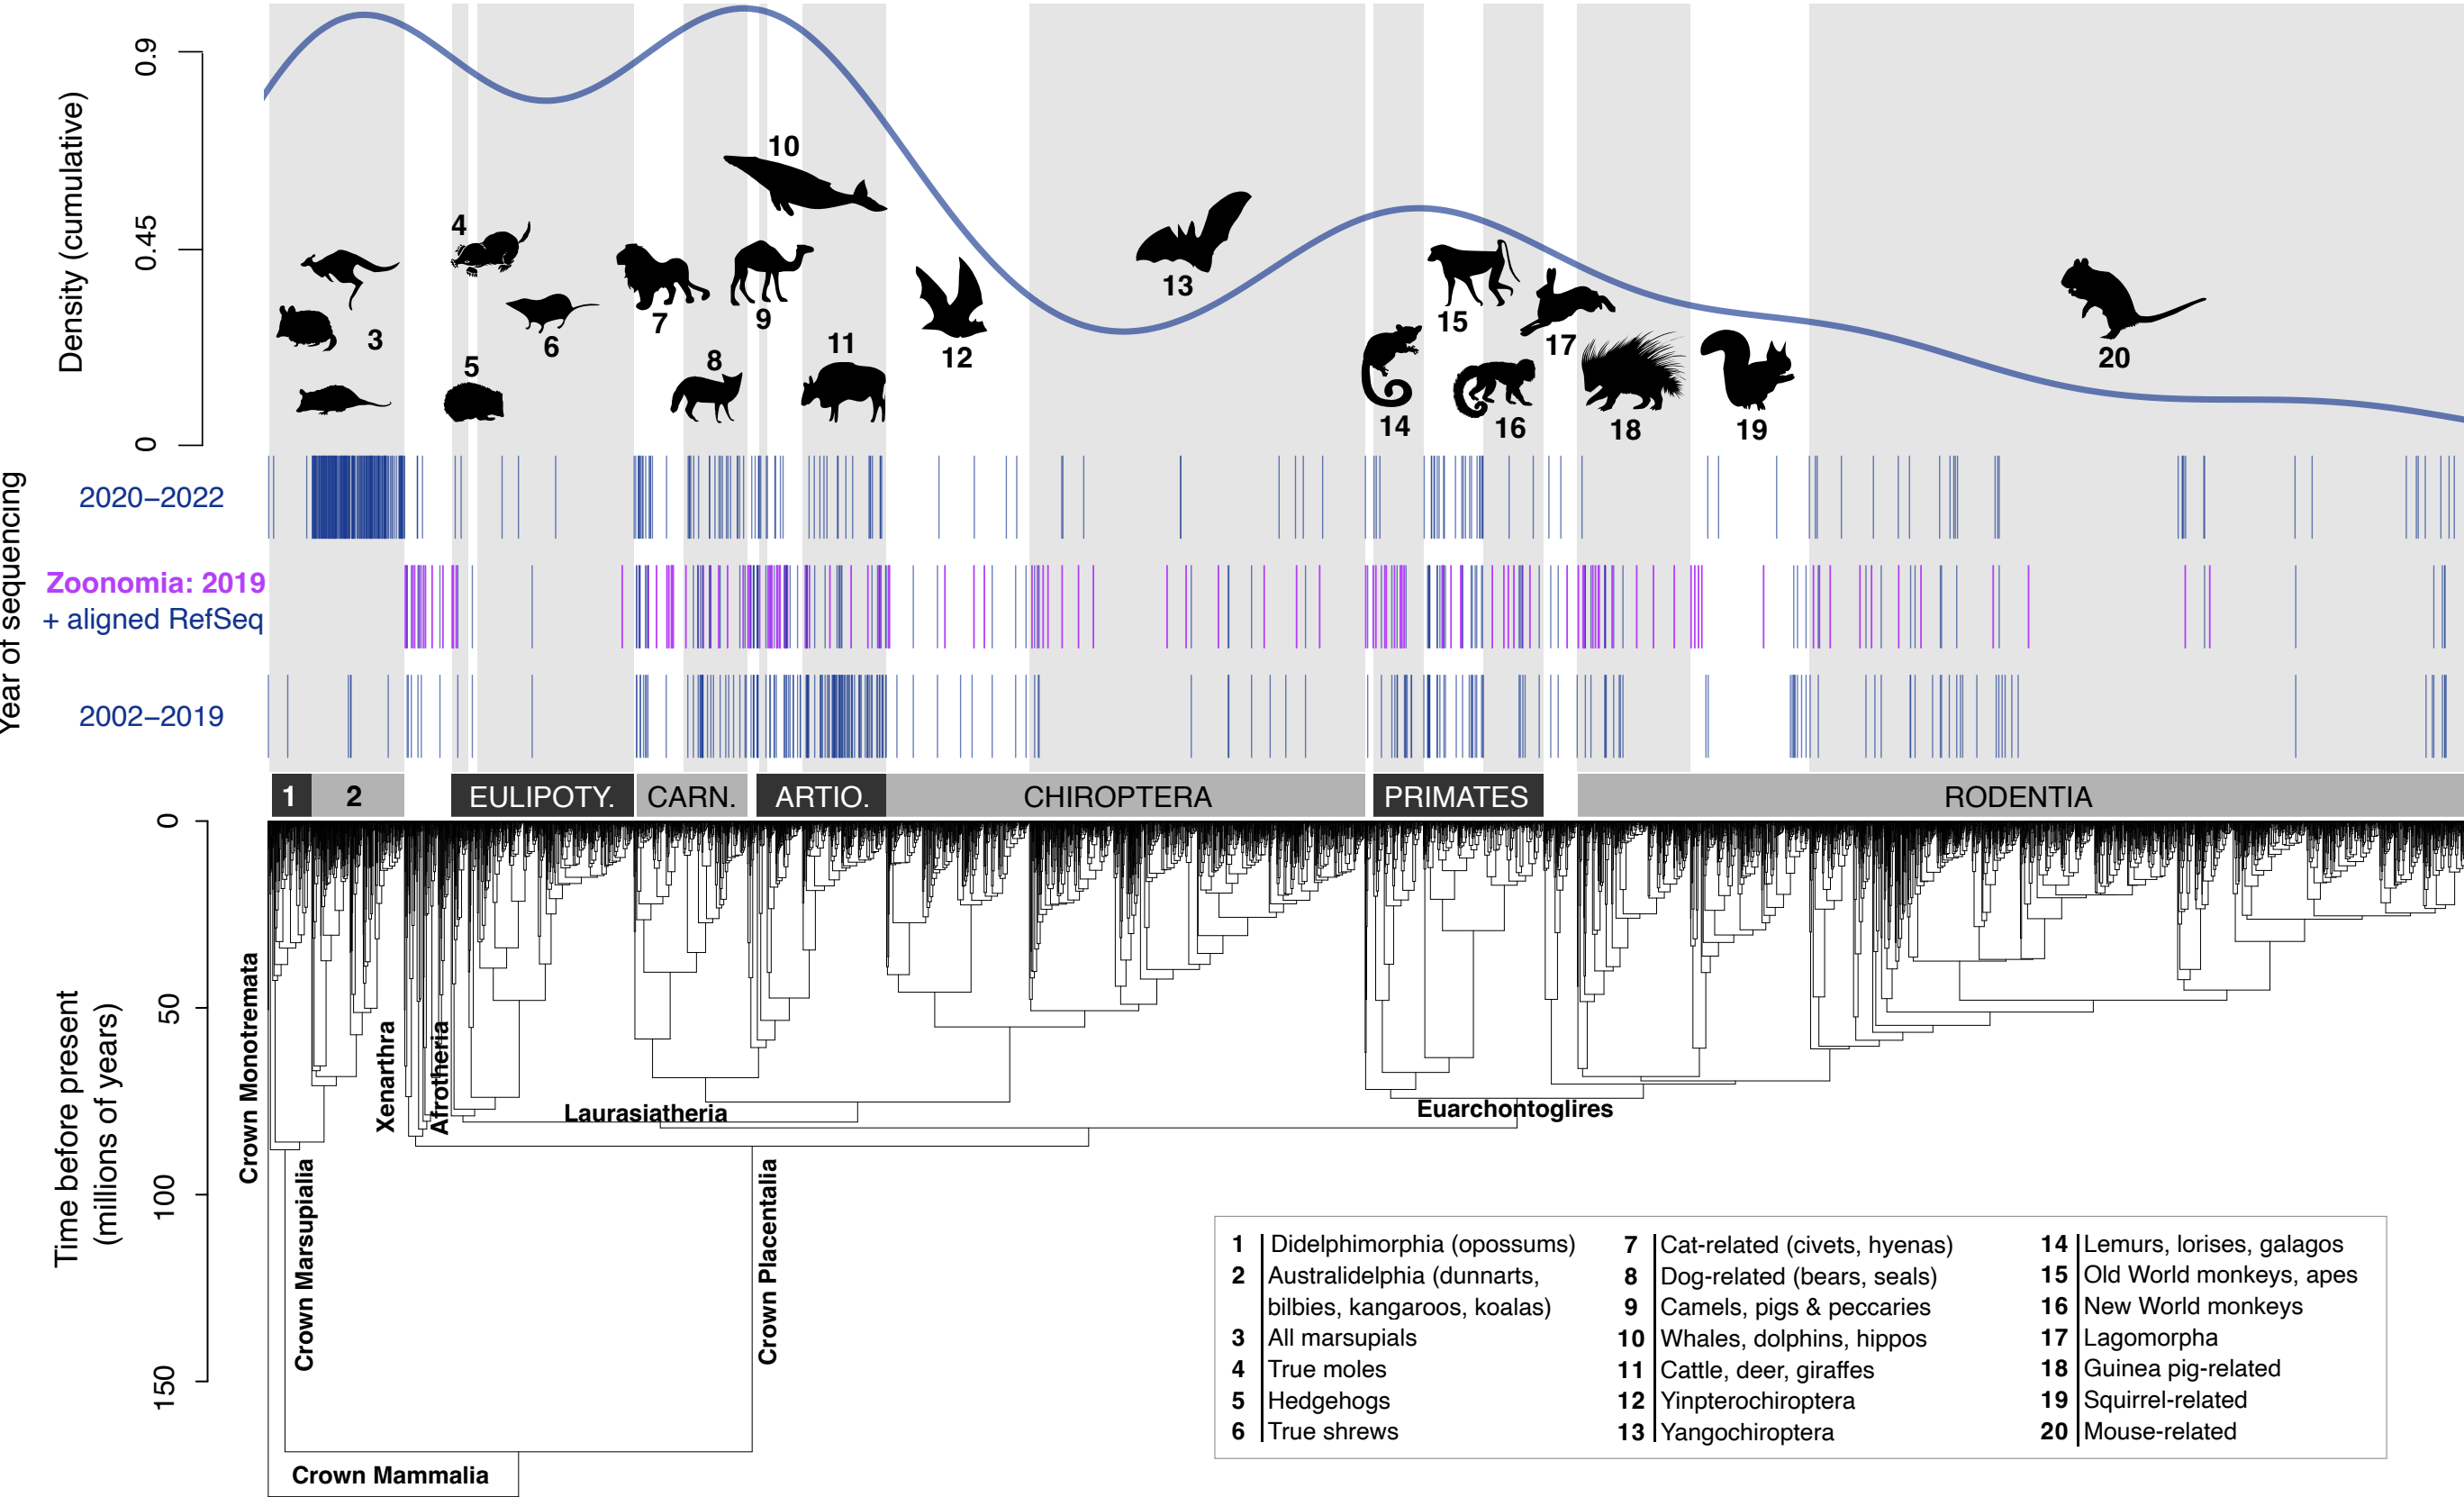 Density (cumulative)
0.9
0.45
0
10
4
3
6
5
7
9
8
11
12
13
15
14
16
17
18
19
20
Year of sequencing
2020–2022
Zoonomia: 2019
+ aligned RefSeq
2002–2019
1 2 EULIPOTY. CARN. ARTIO. CHIROPTERA PRIMATES RODENTIA
Time before present
(millions of years)
0
50
100
150
Crown Monotremata
Xenarthra
Afrotheria
Laurasiatheria
Euarchontoglires
Crown Marsupialia
Crown Placentalia
Crown Mammalia
1 Didelphimorphia (opossums)
2 Australidelphia (dunnarts,
bilbies, kangaroos, koalas)
3 All marsupials
4 True moles
5 Hedgehogs
6 True shrews
7 Cat-related (civets, hyenas)
8 Dog-related (bears, seals)
9 Camels, pigs & peccaries
10 Whales, dolphins, hippos
11 Cattle, deer, giraffes
12 Yinpterochiroptera
13 Yangochiroptera
14 Lemurs, lorises, galagos
15 Old World monkeys, apes
16 New World monkeys
17 Lagomorpha
18 Guinea pig-related
19 Squirrel-related
20 Mouse-related